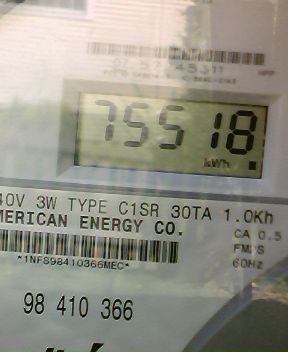 75518
kWh
40V 3W TYPE C1SR 30TA 1.0Kh
MERICAN ENERGY CO.
CA 0.5
FM2S
60Hz
*1NFS98410366MEC*
98 410 366